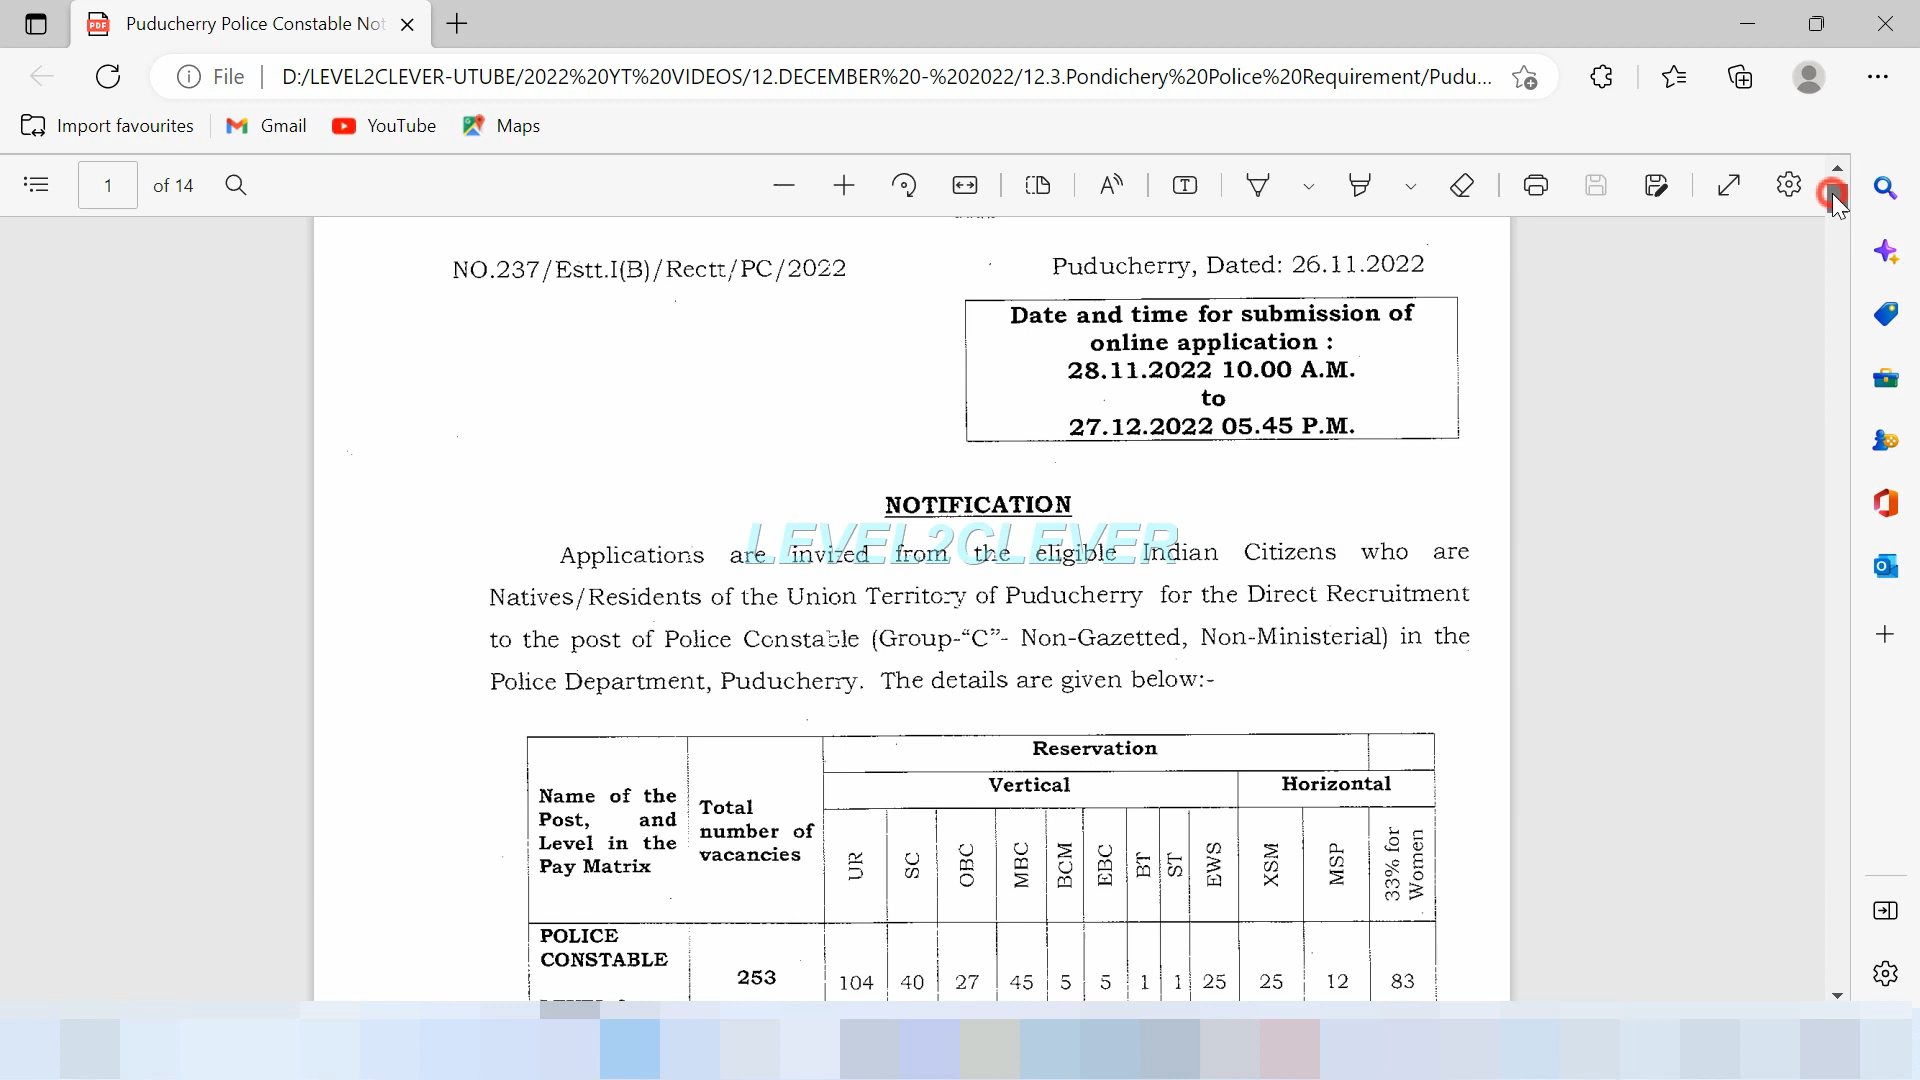 Puducherry Police Constable Not
File
D:/LEVEL2CLEVER-UTUBE/2022%20YT%20VIDEOS/12.DECEMBER%20-%202022/12.3.Pondichery%20Police%20Requirement/Pudu...
Import favourites
Gmail
YouTube
Maps
1
of 14
NO.237/Estt.I(B)/Rectt/PC/2022
Puducherry, Dated: 26.11.2022
Date and time for submission of
online application :
28.11.2022 10.00 A.M.
to
27.12.2022 05.45 P.M.
NOTIFICATION
LEVEL2CLEVER
Applications are invited from the eligible Indian Citizens who are
Natives/Residents of the Union Territory of Puducherry for the Direct Recruitment
to the post of Police Constable (Group-“C”- Non-Gazetted, Non-Ministerial) in the
Police Department, Puducherry. The details are given below:-
Reservation
Vertical
Horizontal
Name of the
Post, and
Level in the
Pay Matrix
Total
number of
vacancies
UR
SC
OBC
MBC
BCM
EBC
BT
ST
EWS
XSM
MSP
33% for
Women
POLICE
CONSTABLE
253
104 40 27 45 5 5 1 1 25 25 12 83